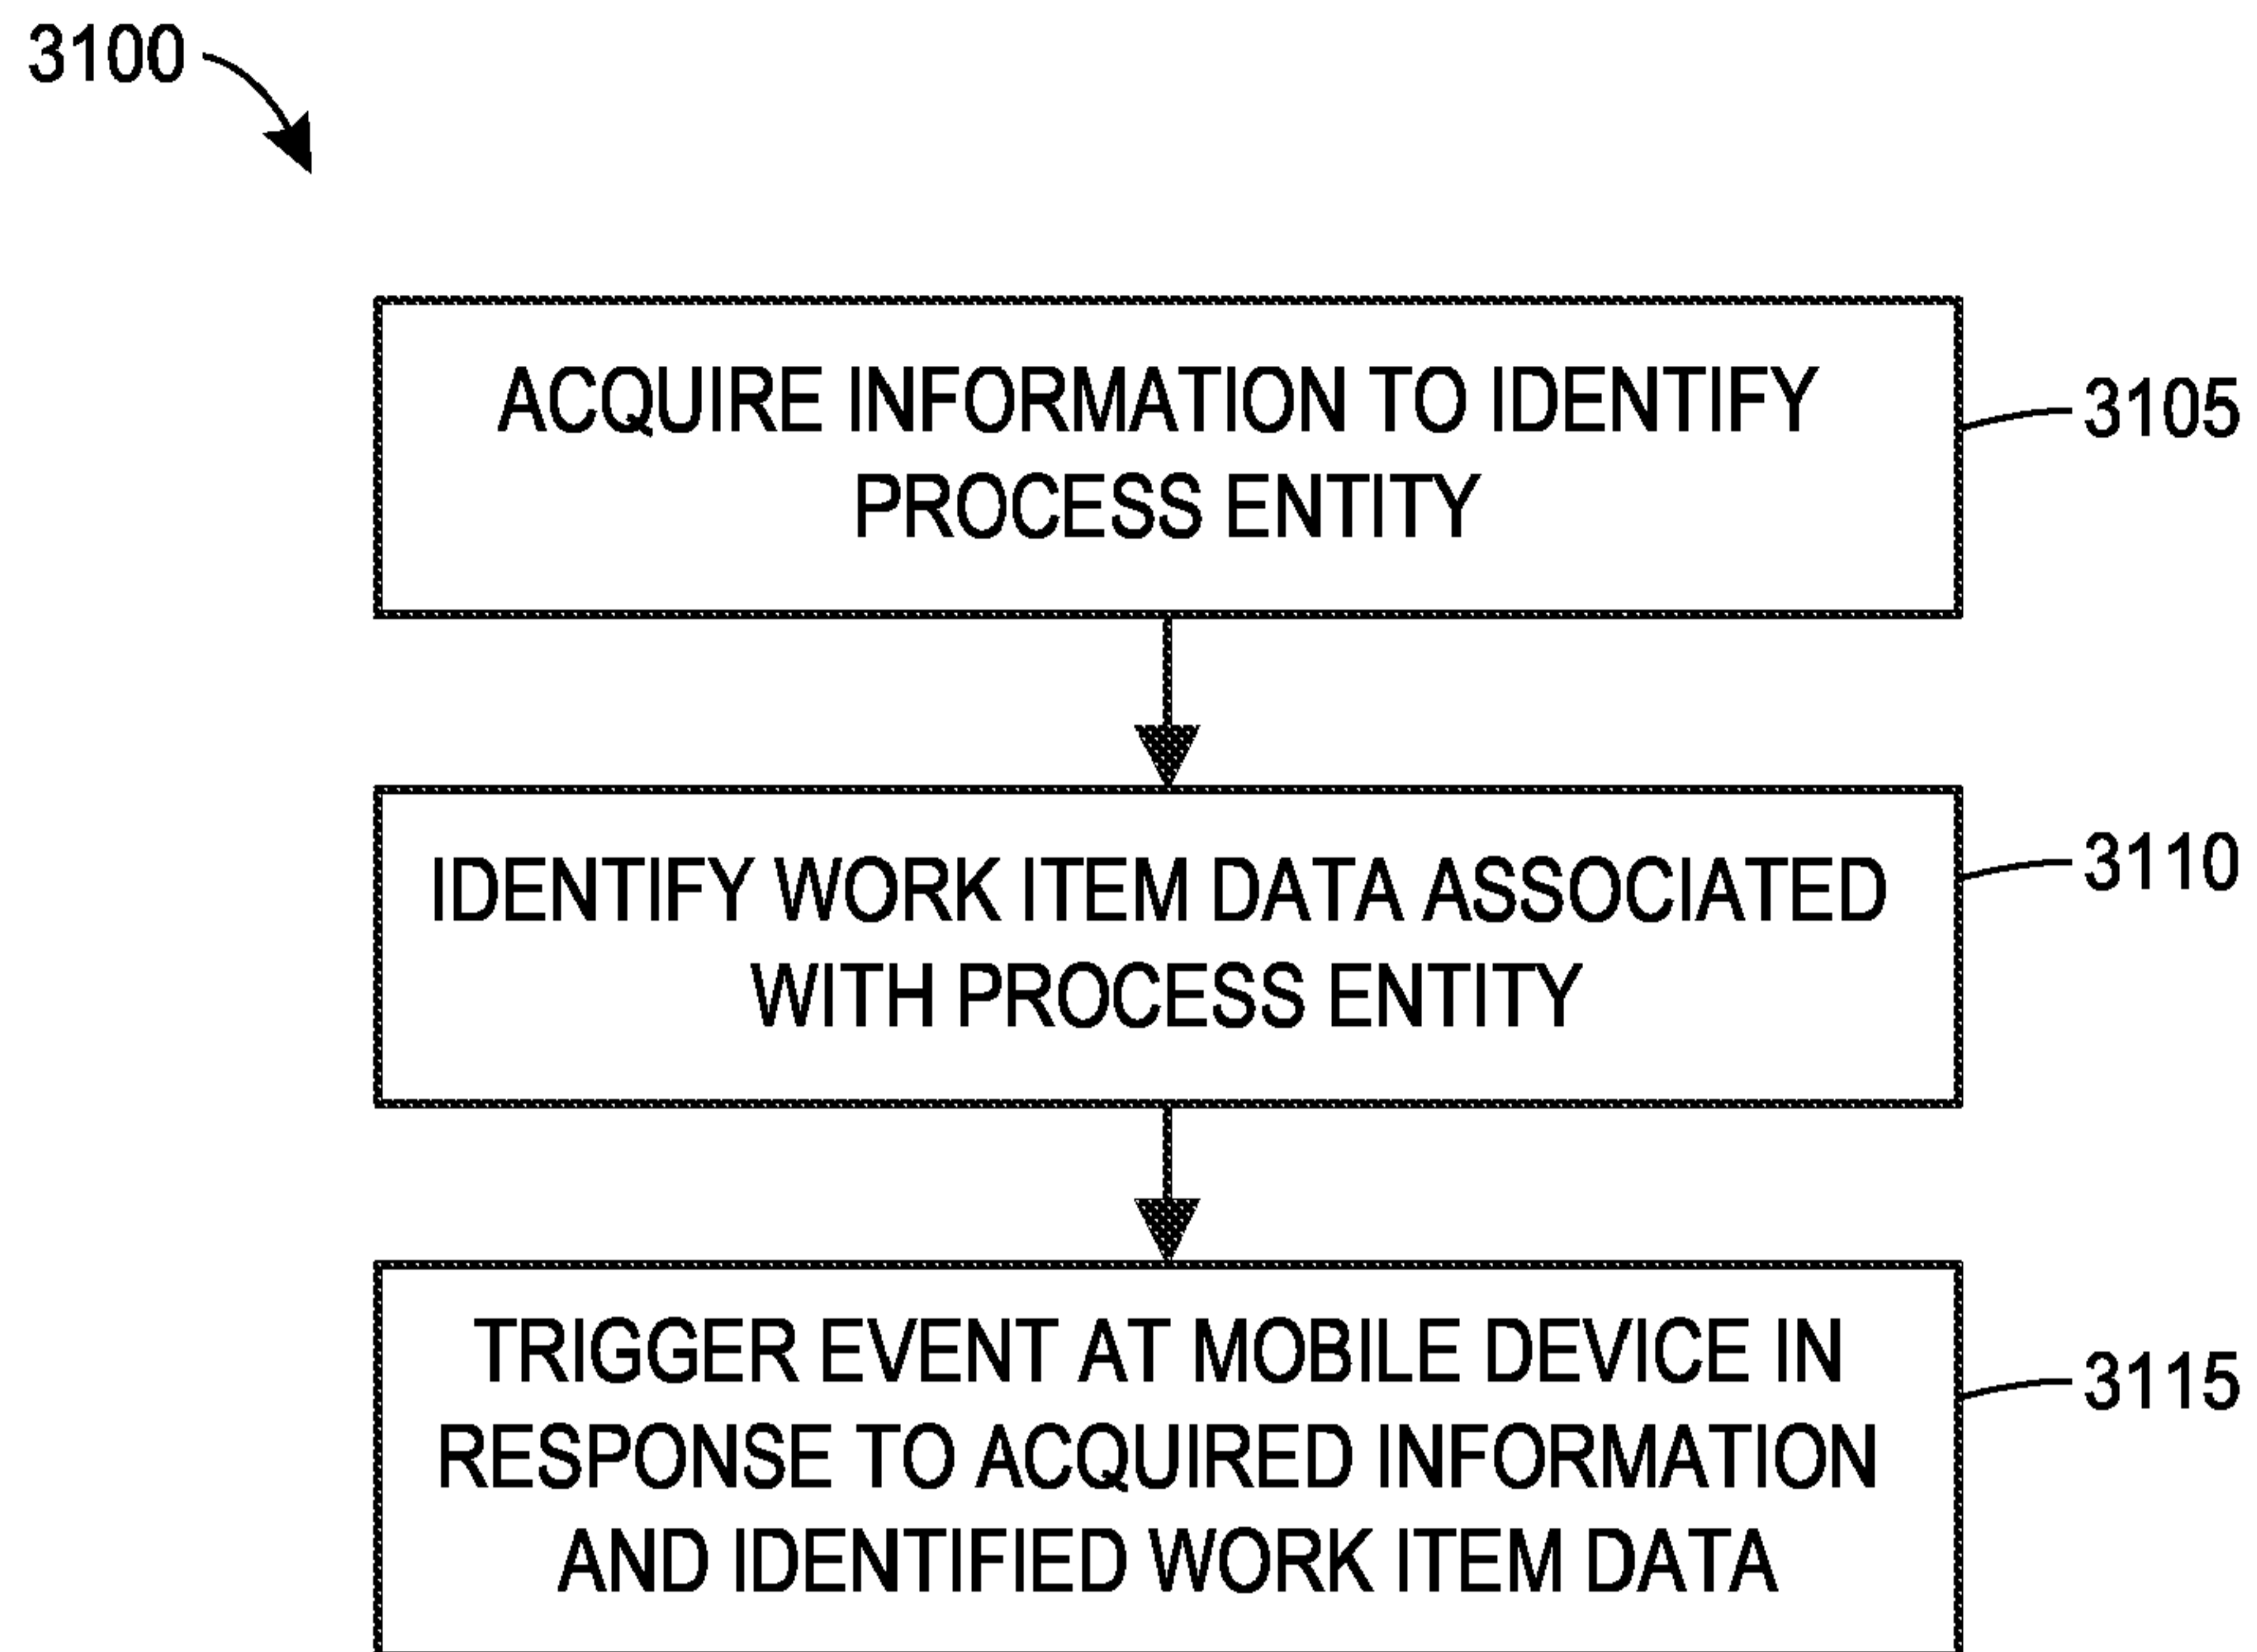 3100
ACQUIRE INFORMATION TO IDENTIFY
PROCESS ENTITY
3105
IDENTIFY WORK ITEM DATA ASSOCIATED
WITH PROCESS ENTITY
3110
TRIGGER EVENT AT MOBILE DEVICE IN
RESPONSE TO ACQUIRED INFORMATION
AND IDENTIFIED WORK ITEM DATA
3115